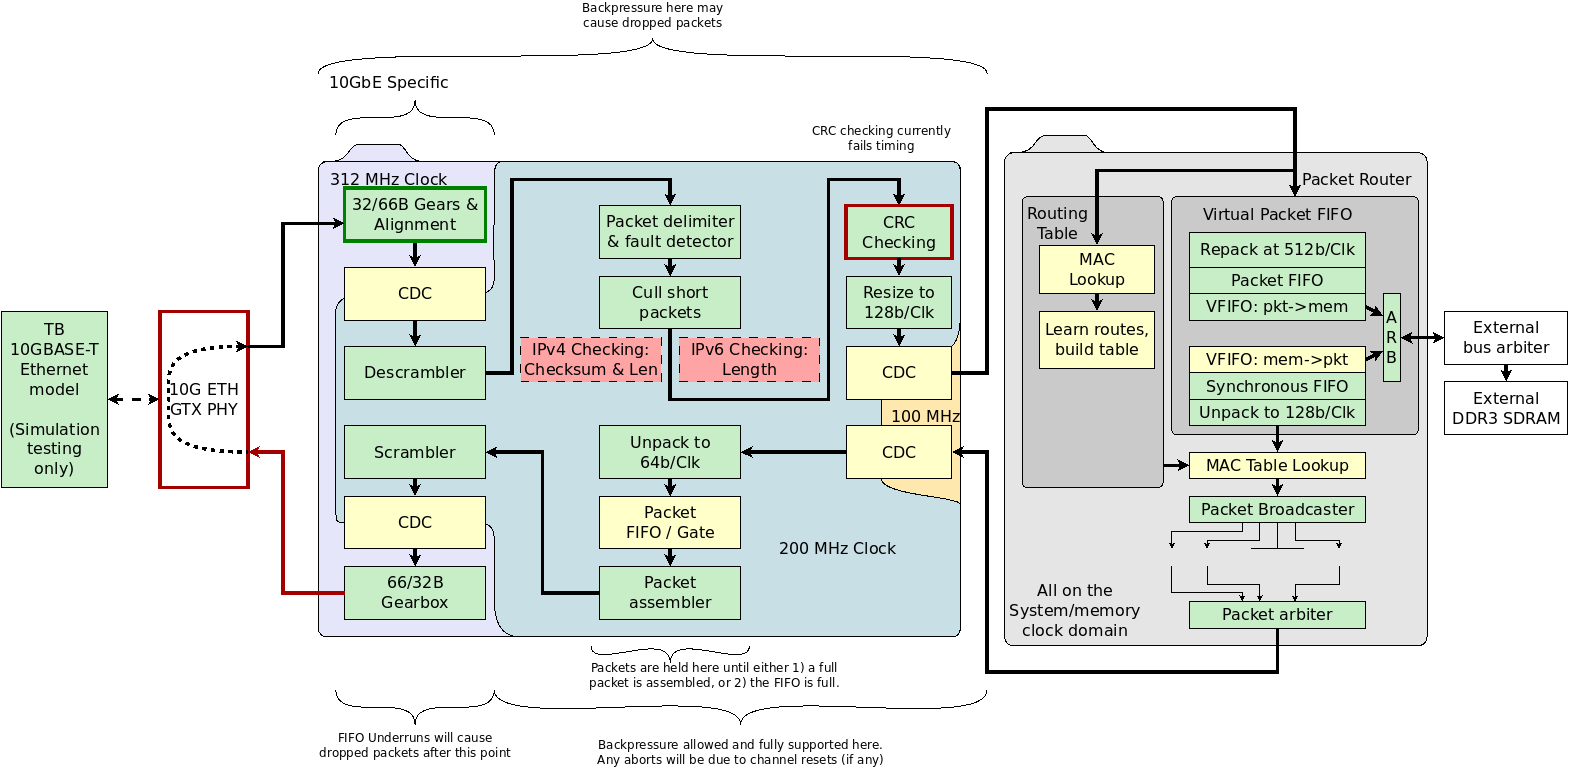 Backpressure here may
cause dropped packets
10GbE Specific
CRC checking currently
fails timing
312 MHz Clock
32/66B Gears &
Alignment
CDC
Descrambler
Packet delimiter
& fault detector
Cull short
packets
IPv4 Checking:
Checksum & Len
IPv6 Checking:
Length
CRC
Checking
Resize to
128b/Clk
CDC
100 MHz
TB
10GBASE-T
Ethernet
model
(Simulation
testing
only)
10G ETH
GTX PHY
Scrambler
CDC
66/32B
Gearbox
Unpack to
64b/Clk
Packet
FIFO / Gate
Packet
assembler
CDC
200 MHz Clock
Packet Router
Routing
Table
MAC
Lookup
Learn routes,
build table
Virtual Packet FIFO
Repack at 512b/Clk
Packet FIFO
VFIFO: pkt->mem
VFIFO: mem->pkt
Synchronous FIFO
Unpack to 128b/Clk
A
R
B
External
bus arbiter
External
DDR3 SDRAM
MAC Table Lookup
Packet Broadcaster
Packet arbiter
All on the
System/memory
clock domain
Packets are held here until either 1) a full
packet is assembled, or 2) the FIFO is full.
FIFO Underruns will cause
dropped packets after this point
Backpressure allowed and fully supported here.
Any aborts will be due to channel resets (if any)